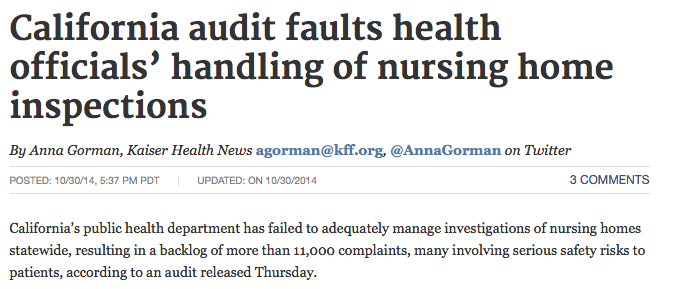 California audit faults health
officials’ handling of nursing home
inspections
By Anna Gorman, Kaiser Health News agorman@kff.org, @AnnaGorman on Twitter
POSTED: 10/30/14, 5:37 PM PDT | UPDATED: ON 10/30/2014 3 COMMENTS
California’s public health department has failed to adequately manage investigations of nursing homes
statewide, resulting in a backlog of more than 11,000 complaints, many involving serious safety risks to
patients, according to an audit released Thursday.